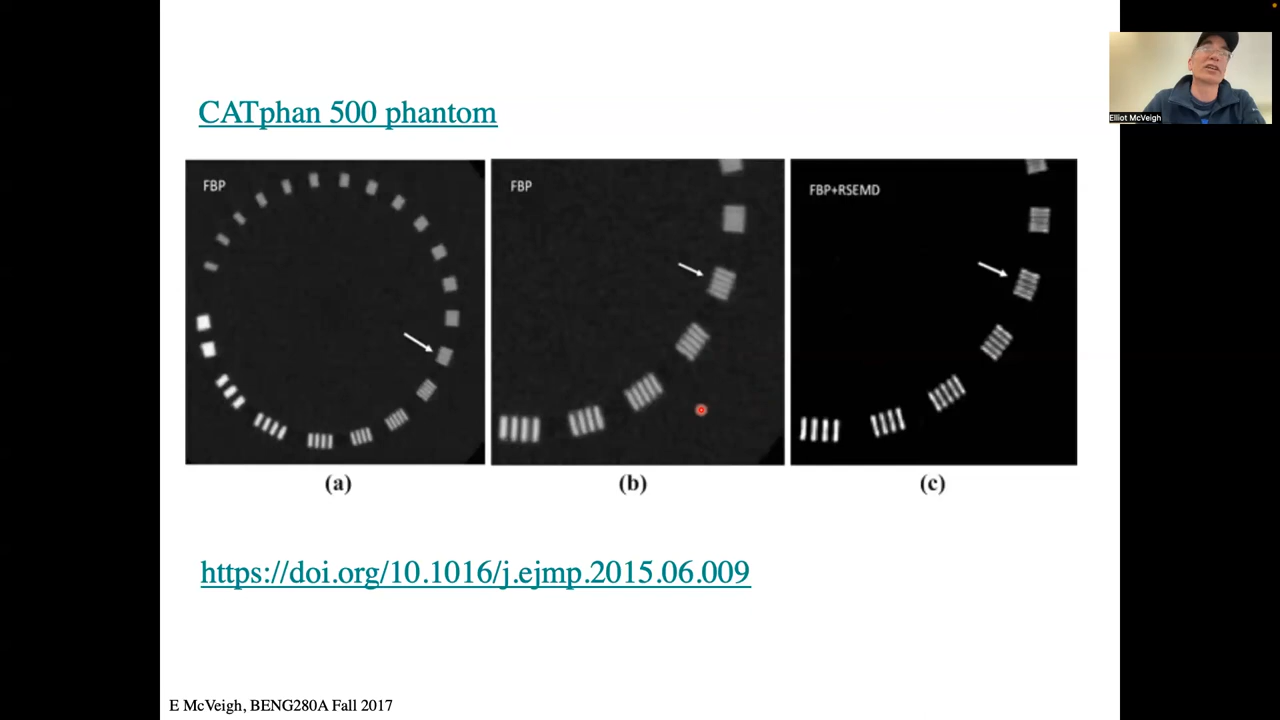 Elliot McVeigh
CATphan 500 phantom
FBP
FBP
FBP+RSEMD
(a)
(b)
(c)
https://doi.org/10.1016/j.ejmp.2015.06.009
E McVeigh, BENG280A Fall 2017